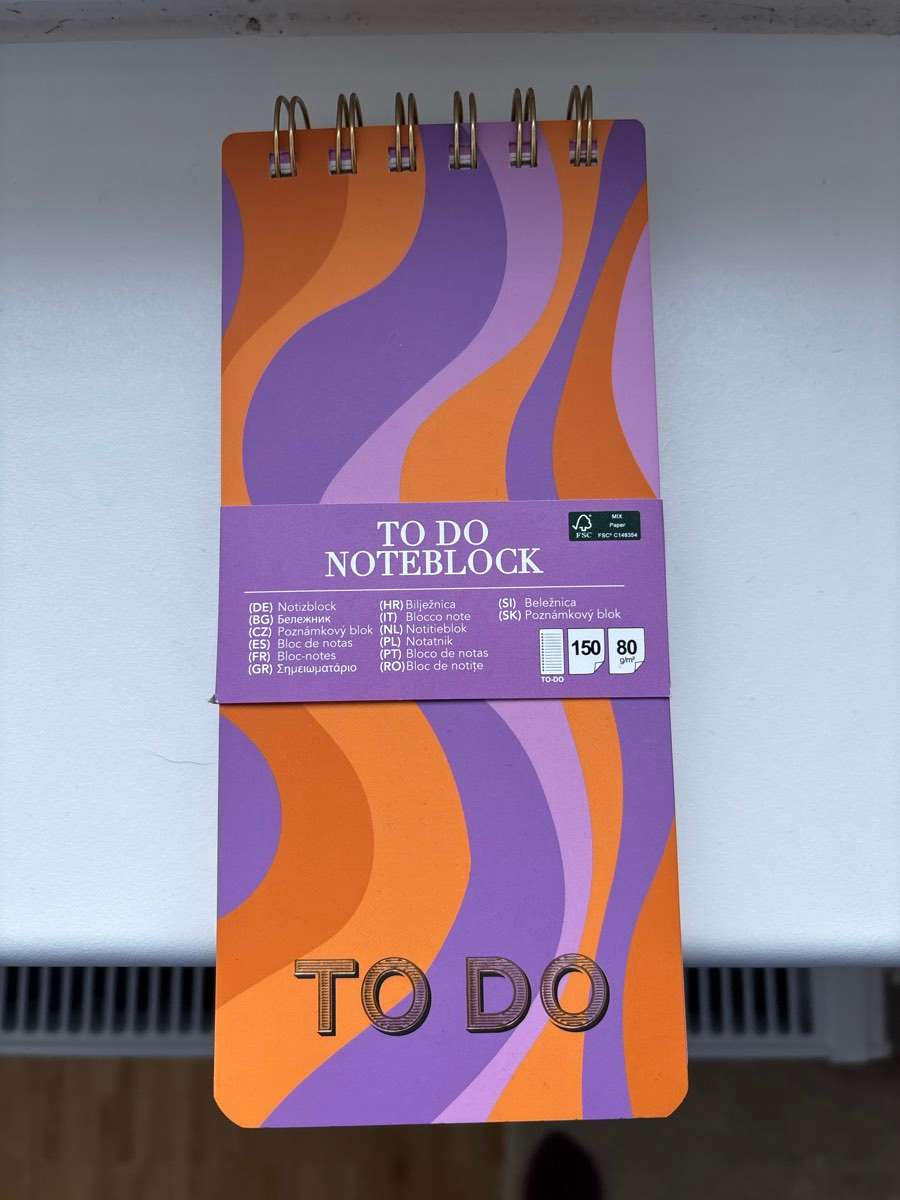 TO DO
NOTEBLOCK
FSC
MIX
Paper
FSC® C148354
(DE) Notizblock
(BG) Бележник
(CZ) Poznámkový blok
(ES) Bloc de notas
(FR) Bloc-notes
(GR) Σημειωματάριο
(HR) Bilježnica
(IT) Blocco note
(NL) Notitieblok
(PL) Notatnik
(PT) Bloco de notas
(RO) Bloc de notițe
(SI) Beležnica
(SK) Poznámkový blok
TO-DO
150
80
g/m²
TO DO